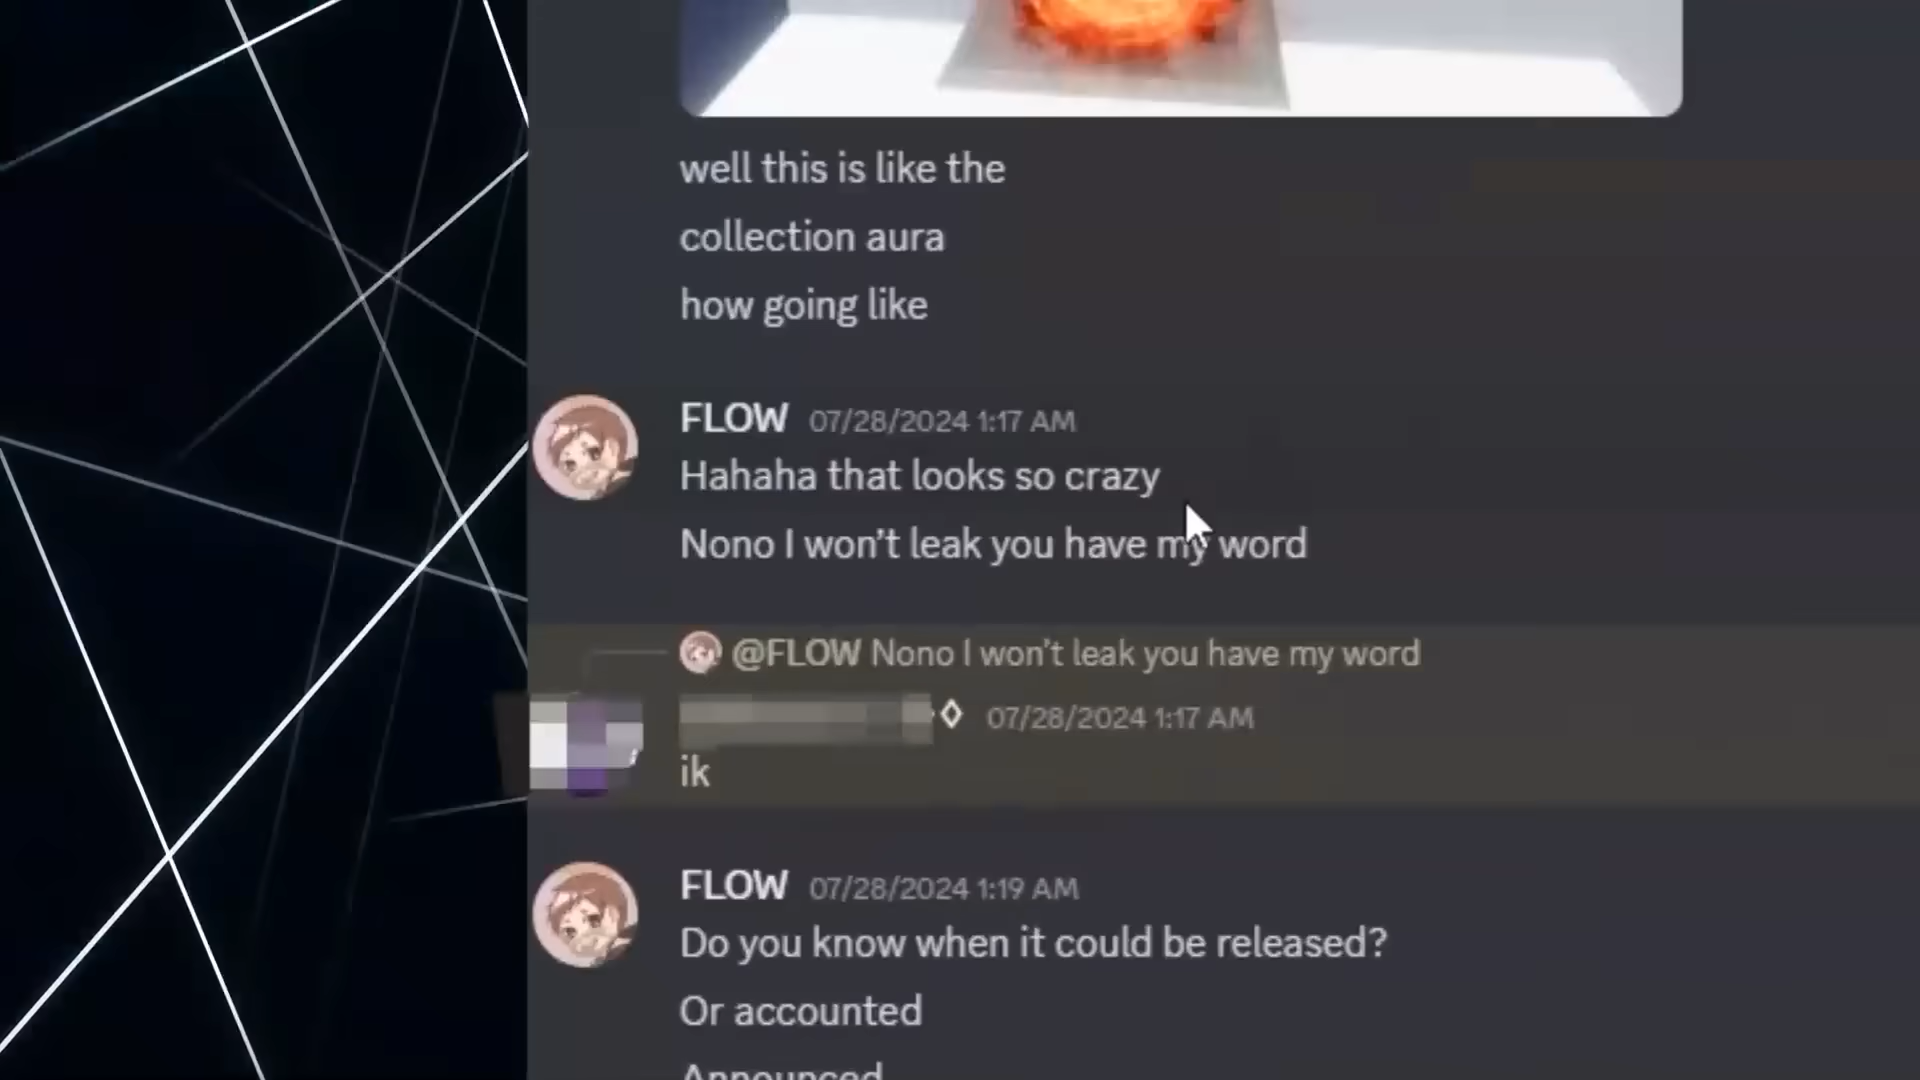 well this is like the
collection aura
how going like
FLOW 07/28/2024 1:17 AM
Hahaha that looks so crazy
Nono I won't leak you have my word
@FLOW Nono I won't leak you have my word
07/28/2024 1:17 AM
ik
FLOW 07/28/2024 1:19 AM
Do you know when it could be released?
Or accounted
Announced